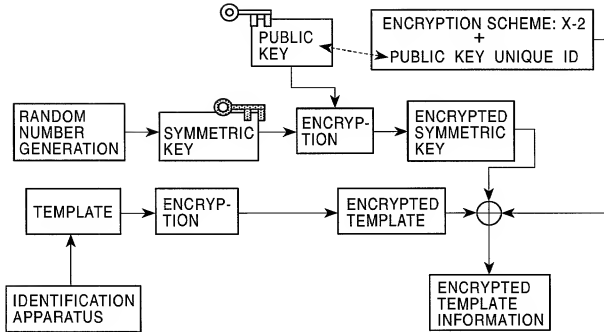 PUBLIC
KEY
ENCRYPTION SCHEME: X-2
+
PUBLIC KEY UNIQUE ID
RANDOM
NUMBER
GENERATION
SYMMETRIC
KEY
ENCRYP-
TION
ENCRYPTED
SYMMETRIC
KEY
TEMPLATE
ENCRYP-
TION
ENCRYPTED
TEMPLATE
IDENTIFICATION
APPARATUS
ENCRYPTED
TEMPLATE
INFORMATION